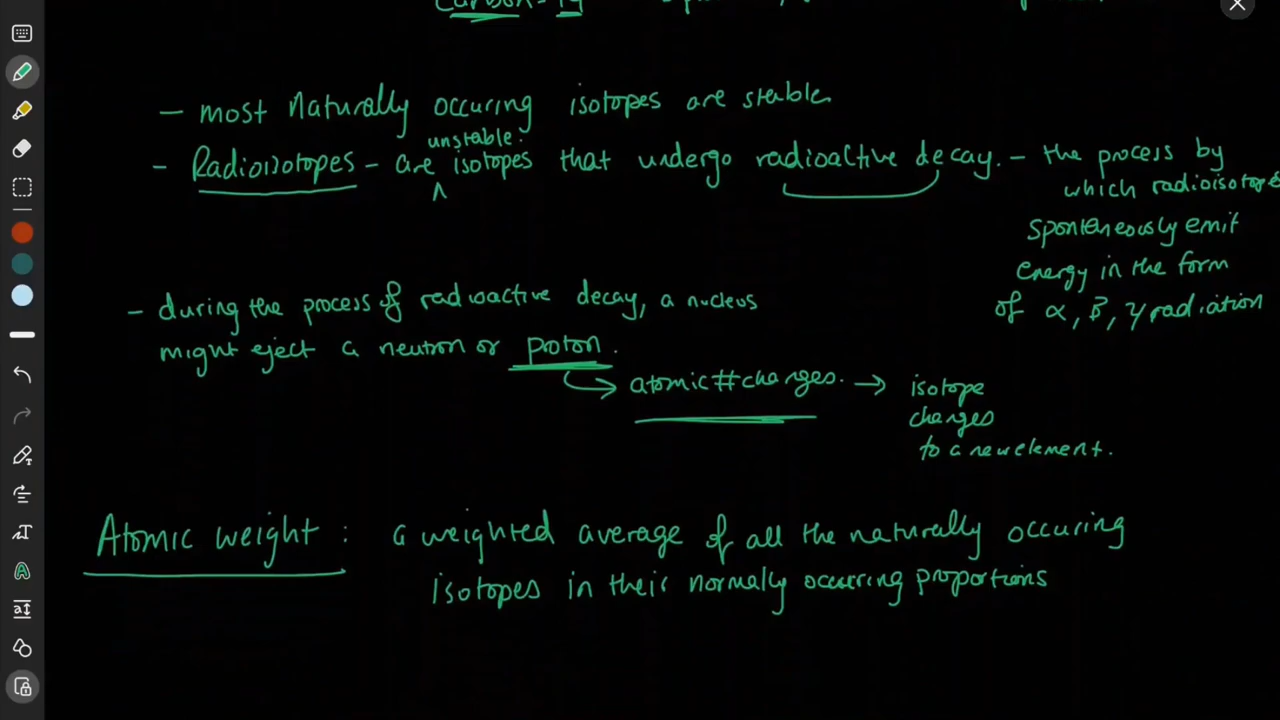 Carbon-14
– most Naturally occuring isotopes are stable
unstable
– Radioisotopes – are isotopes that undergo radioactive decay. – the process by
which radioisotopes
spontaneously emit
energy in the form
of α, β, γ radiation
– during the process of radioactive decay, a nucleus
might eject a neutron or proton.
atomic # changes. → isotope
changes
to a new element.
Atomic weight : a weighted average of all the naturally occuring
isotopes in their normally occurring proportions